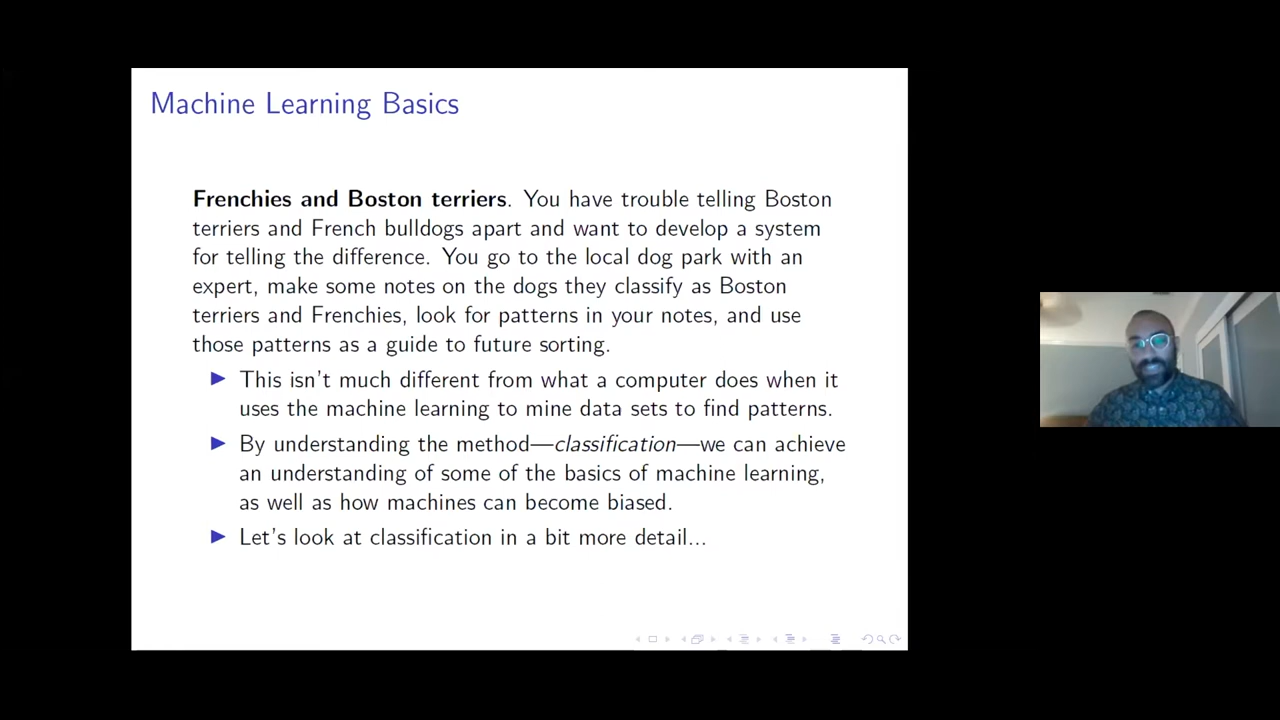 Machine Learning Basics
Frenchies and Boston terriers. You have trouble telling Boston
terriers and French bulldogs apart and want to develop a system
for telling the difference. You go to the local dog park with an
expert, make some notes on the dogs they classify as Boston
terriers and Frenchies, look for patterns in your notes, and use
those patterns as a guide to future sorting.
This isn't much different from what a computer does when it
uses the machine learning to mine data sets to find patterns.
By understanding the method—classification—we can achieve
an understanding of some of the basics of machine learning,
as well as how machines can become biased.
Let's look at classification in a bit more detail...